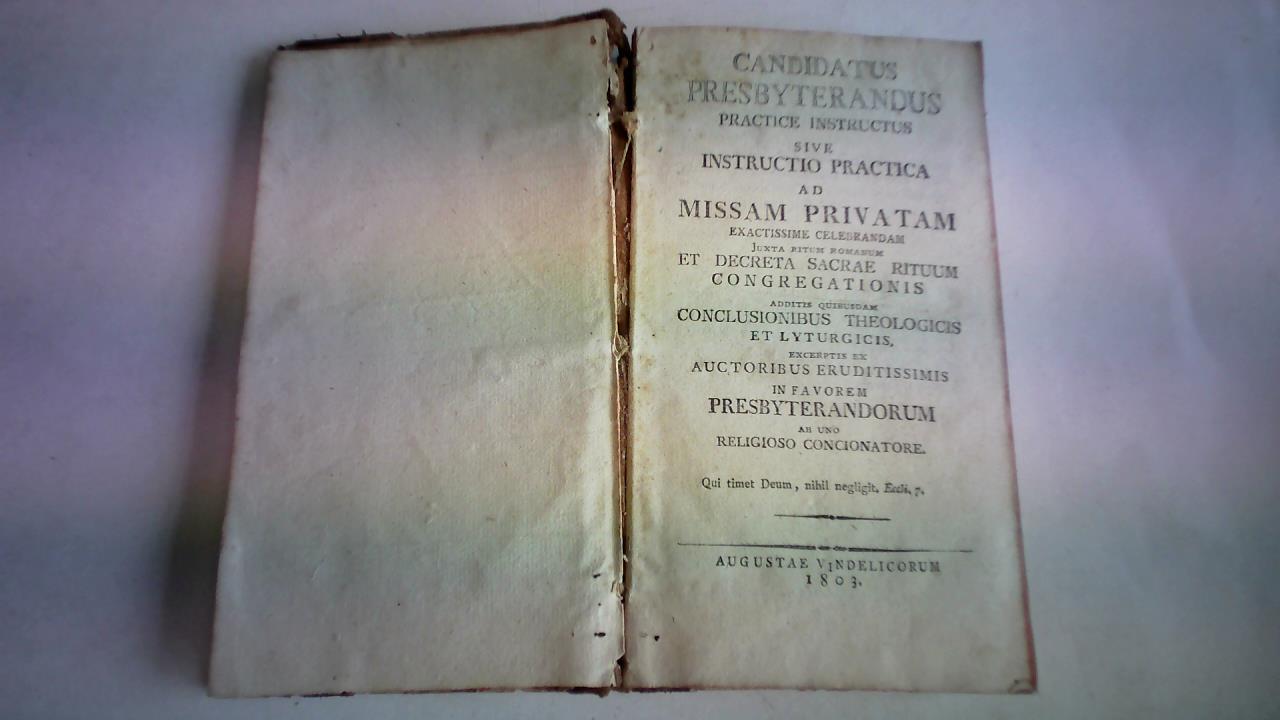 CANDIDATUS
PRESBYTERANDUS
PRACTICE INSTRUCTUS
SIVE
INSTRUCTIO PRACTICA
AD
MISSAM PRIVATAM
EXACTISSIME CELEBRANDAM
JUXTA RITUM ROMANUM
ET DECRETA SACRAE RITUUM
CONGREGATIONIS
ADDITIS QUIBUSDAM
CONCLUSIONIBUS THEOLOGICIS
ET LYTURGICIS,
EXCERPTIS EX
AUCTORIBUS ERUDITISSIMIS
IN FAVOREM
PRESBYTERANDORUM
AB UNO
RELIGIOSO CONCIONATORE.
Qui timet Deum, nihil negligit. Eccli. 7.
AUGUSTAE VINDELICORUM
1803.